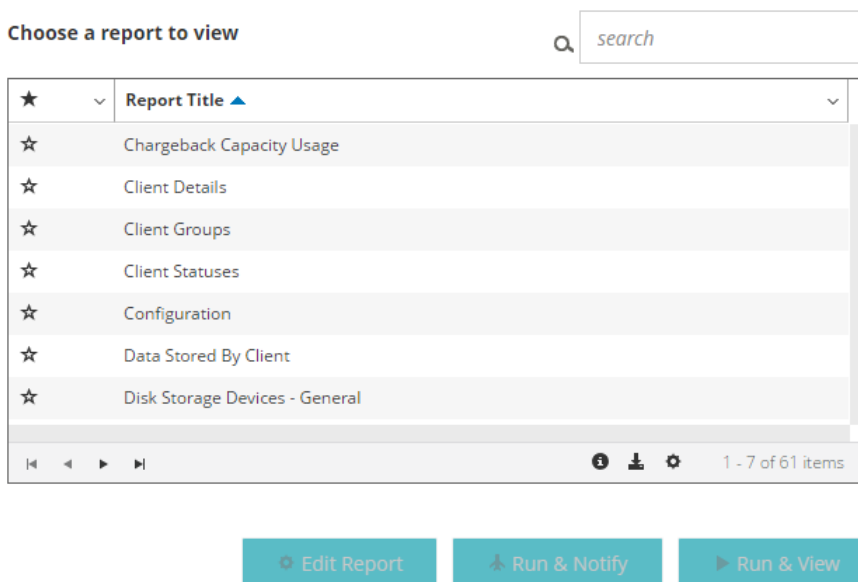 Choose a report to view
search
Report Title
Chargeback Capacity Usage
Client Details
Client Groups
Client Statuses
Configuration
Data Stored By Client
Disk Storage Devices - General
1 - 7 of 61 items
Edit Report Run & Notify Run & View